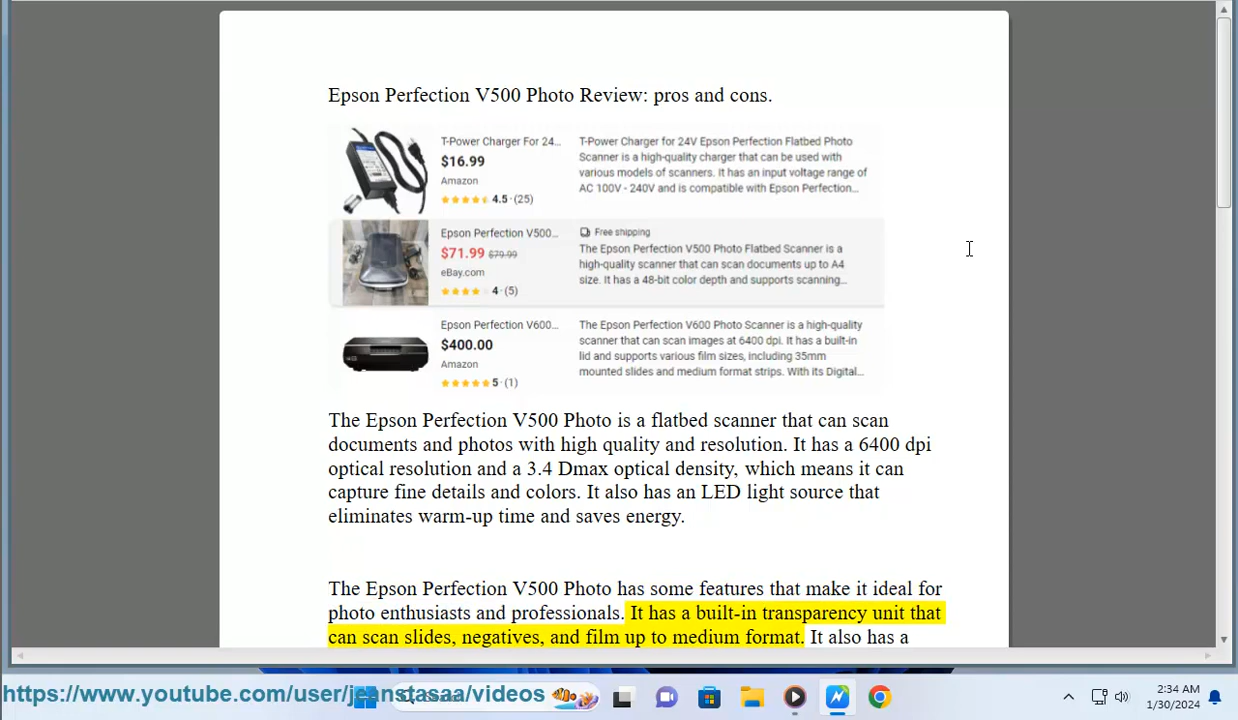 Epson Perfection V500 Photo Review: pros and cons.
T-Power Charger For 24...
$16.99
Amazon
4.5 · (25)
T-Power Charger for 24V Epson Perfection Flatbed Photo
Scanner is a high-quality charger that can be used with
various models of scanners. It has an input voltage range of
AC 100V - 240V and is compatible with Epson Perfection...
Epson Perfection V500...
$71.99 $79.99
eBay.com
4 · (5)
Free shipping
The Epson Perfection V500 Photo Flatbed Scanner is a
high-quality scanner that can scan documents up to A4
size. It has a 48-bit color depth and supports scanning...
Epson Perfection V600...
$400.00
Amazon
5 · (1)
The Epson Perfection V600 Photo Scanner is a high-quality
scanner that can scan images at 6400 dpi. It has a built-in
lid and supports various film sizes, including 35mm
mounted slides and medium format strips. With its Digital...
The Epson Perfection V500 Photo is a flatbed scanner that can scan
documents and photos with high quality and resolution. It has a 6400 dpi
optical resolution and a 3.4 Dmax optical density, which means it can
capture fine details and colors. It also has an LED light source that
eliminates warm-up time and saves energy.
The Epson Perfection V500 Photo has some features that make it ideal for
photo enthusiasts and professionals. It has a built-in transparency unit that
can scan slides, negatives, and film up to medium format. It also has a
https://www.youtube.com/user/jeanstasaa/videos
2:34 AM
1/30/2024